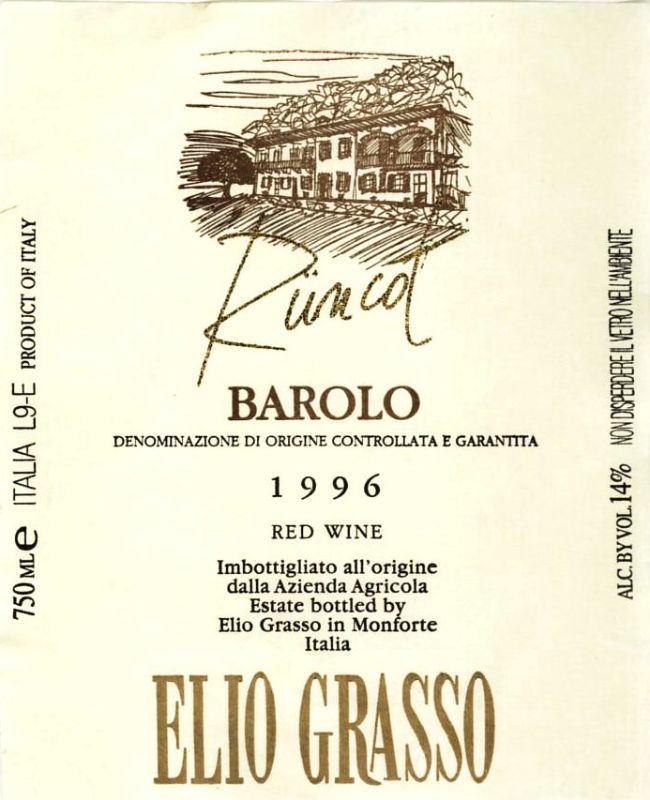 Rüncot
BAROLO
DENOMINAZIONE DI ORIGINE CONTROLLATA E GARANTITA
1996
RED WINE
Imbottigliato all'origine
dalla Azienda Agricola
Estate bottled by
Elio Grasso in Monforte
Italia
ELIO GRASSO
750 ML e ITALIA L9-E PRODUCT OF ITALY
ALC. BY VOL. 14% NON DISPERDERE IL VETRO NELL'AMBIENTE